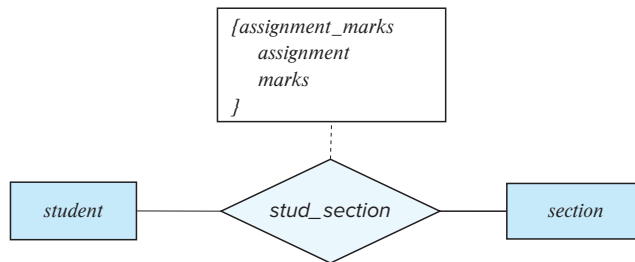 {assignment_marks
assignment
marks
}
student
stud_section
section